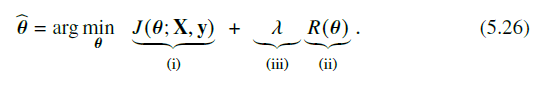 θ̂ = arg min J(θ; X, y) + λ R(θ) . (5.26)
θ
(i) (iii) (ii)